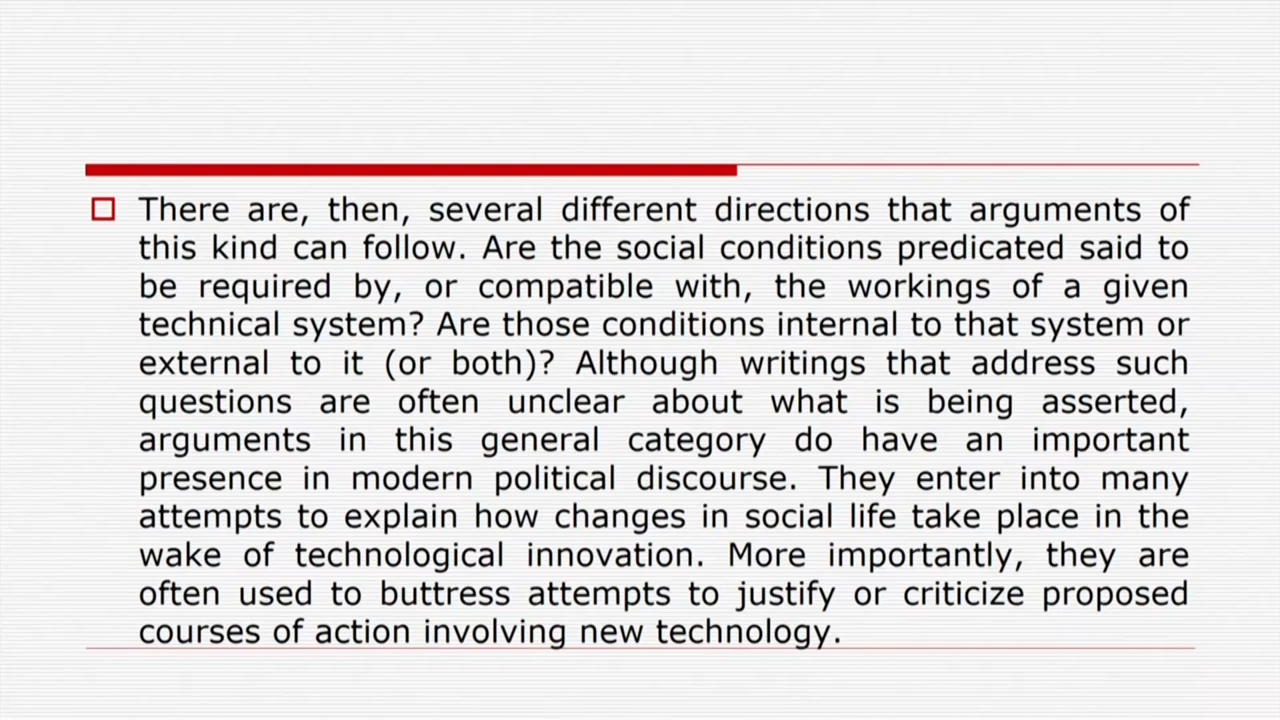 There are, then, several different directions that arguments of
this kind can follow. Are the social conditions predicated said to
be required by, or compatible with, the workings of a given
technical system? Are those conditions internal to that system or
external to it (or both)? Although writings that address such
questions are often unclear about what is being asserted,
arguments in this general category do have an important
presence in modern political discourse. They enter into many
attempts to explain how changes in social life take place in the
wake of technological innovation. More importantly, they are
often used to buttress attempts to justify or criticize proposed
courses of action involving new technology.